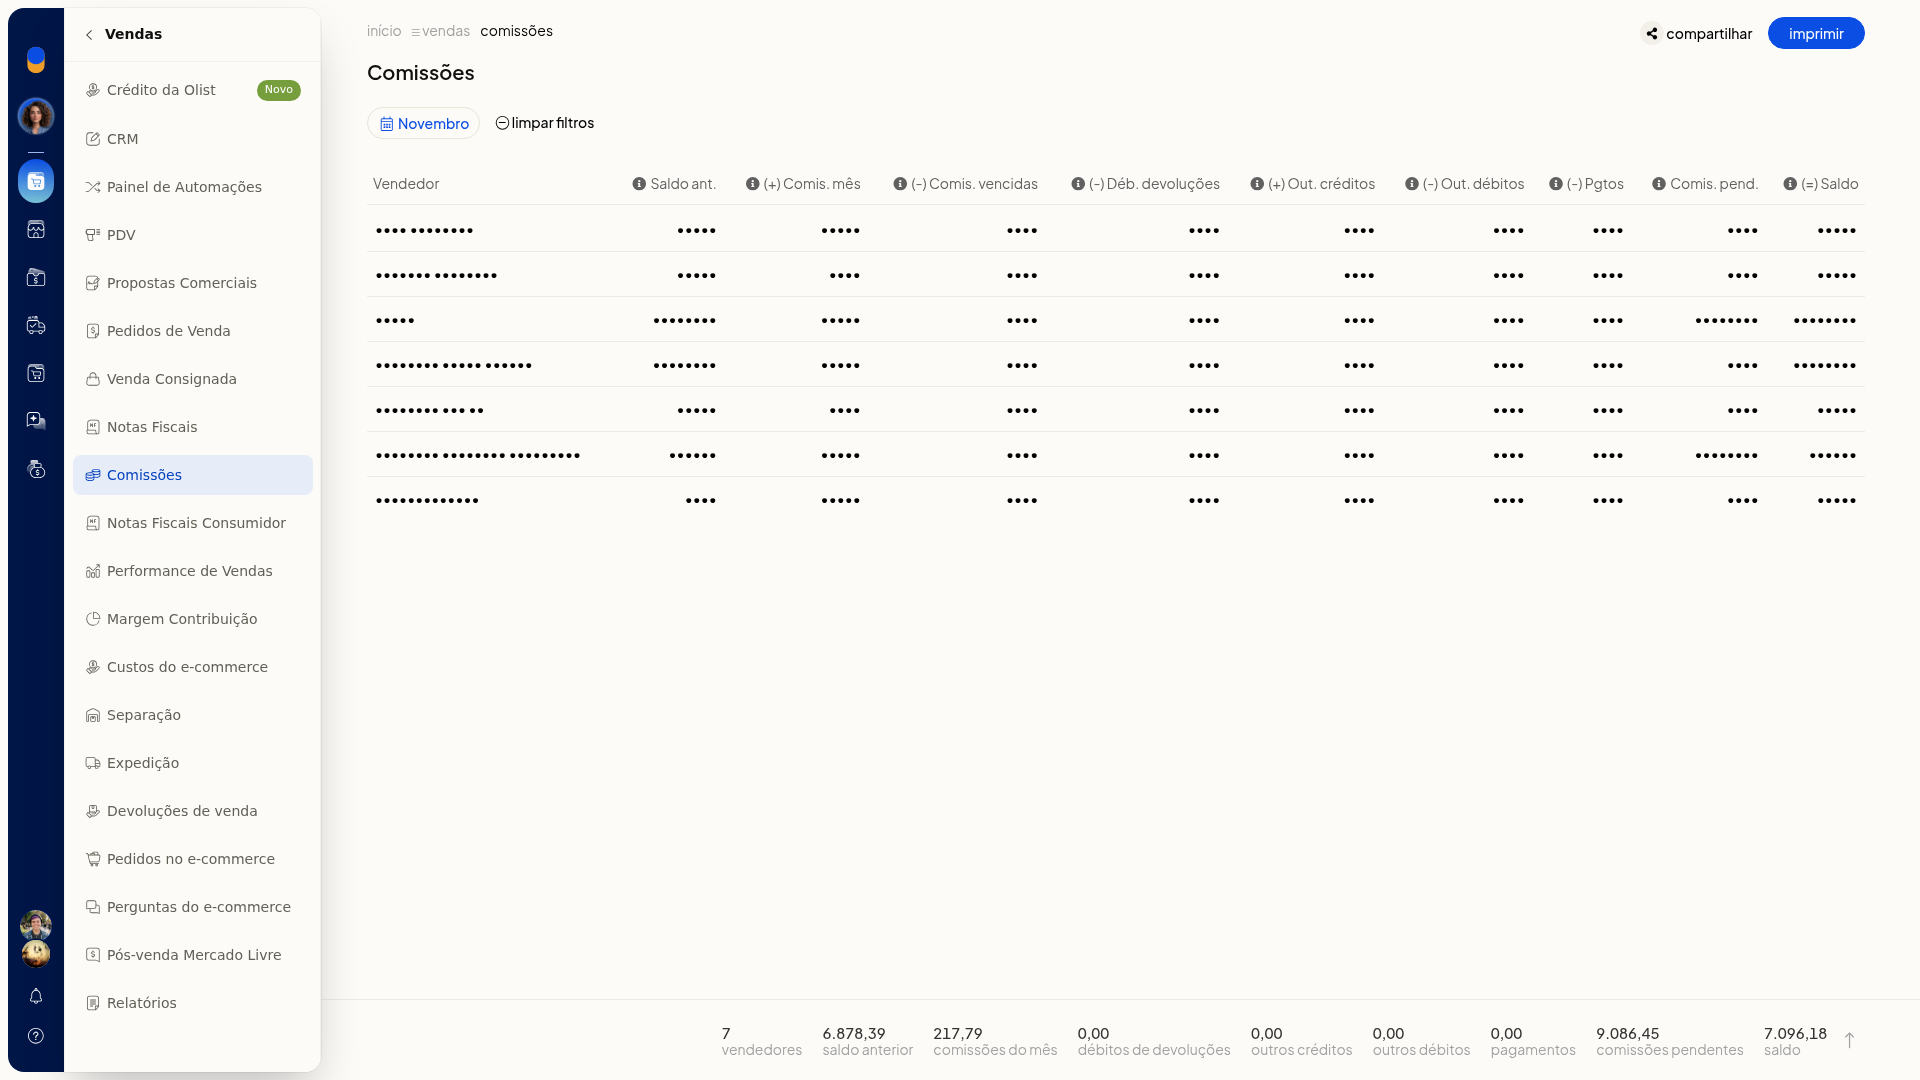 Vendas
Crédito da Olist Novo
CRM
Painel de Automações
PDV
Propostas Comerciais
Pedidos de Venda
Venda Consignada
Notas Fiscais
Comissões
Notas Fiscais Consumidor
Performance de Vendas
Margem Contribuição
Custos do e-commerce
Separação
Expedição
Devoluções de venda
Pedidos no e-commerce
Perguntas do e-commerce
Pós-venda Mercado Livre
Relatórios
início vendas comissões
compartilhar imprimir
Comissões
Novembro limpar filtros
Vendedor Saldo ant. (+) Comis. mês (-) Comis. vencidas (-) Déb. devoluções (+) Out. créditos (-) Out. débitos (-) Pgtos Comis. pend. (=) Saldo
•••• •••••••• ••••• ••••• •••• •••• •••• •••• •••• •••• •••••
••••••• •••••••• ••••• •••• •••• •••• •••• •••• •••• •••• •••••
••••• •••••••• ••••• •••• •••• •••• •••• •••• •••••••• ••••••••
•••••••• ••••• •••••• •••••••• ••••• •••• •••• •••• •••• •••• •••• ••••••••
•••••••• ••• •• ••••• •••• •••• •••• •••• •••• •••• •••• •••••
•••••••• •••••••• ••••••••• •••••• ••••• •••• •••• •••• •••• •••• •••••••• ••••••
••••••••••••• •••• ••••• •••• •••• •••• •••• •••• •••• •••••
7 6.878,39 217,79 0,00 0,00 0,00 0,00 9.086,45 7.096,18
vendedores saldo anterior comissões do mês débitos de devoluções outros créditos outros débitos pagamentos comissões pendentes saldo